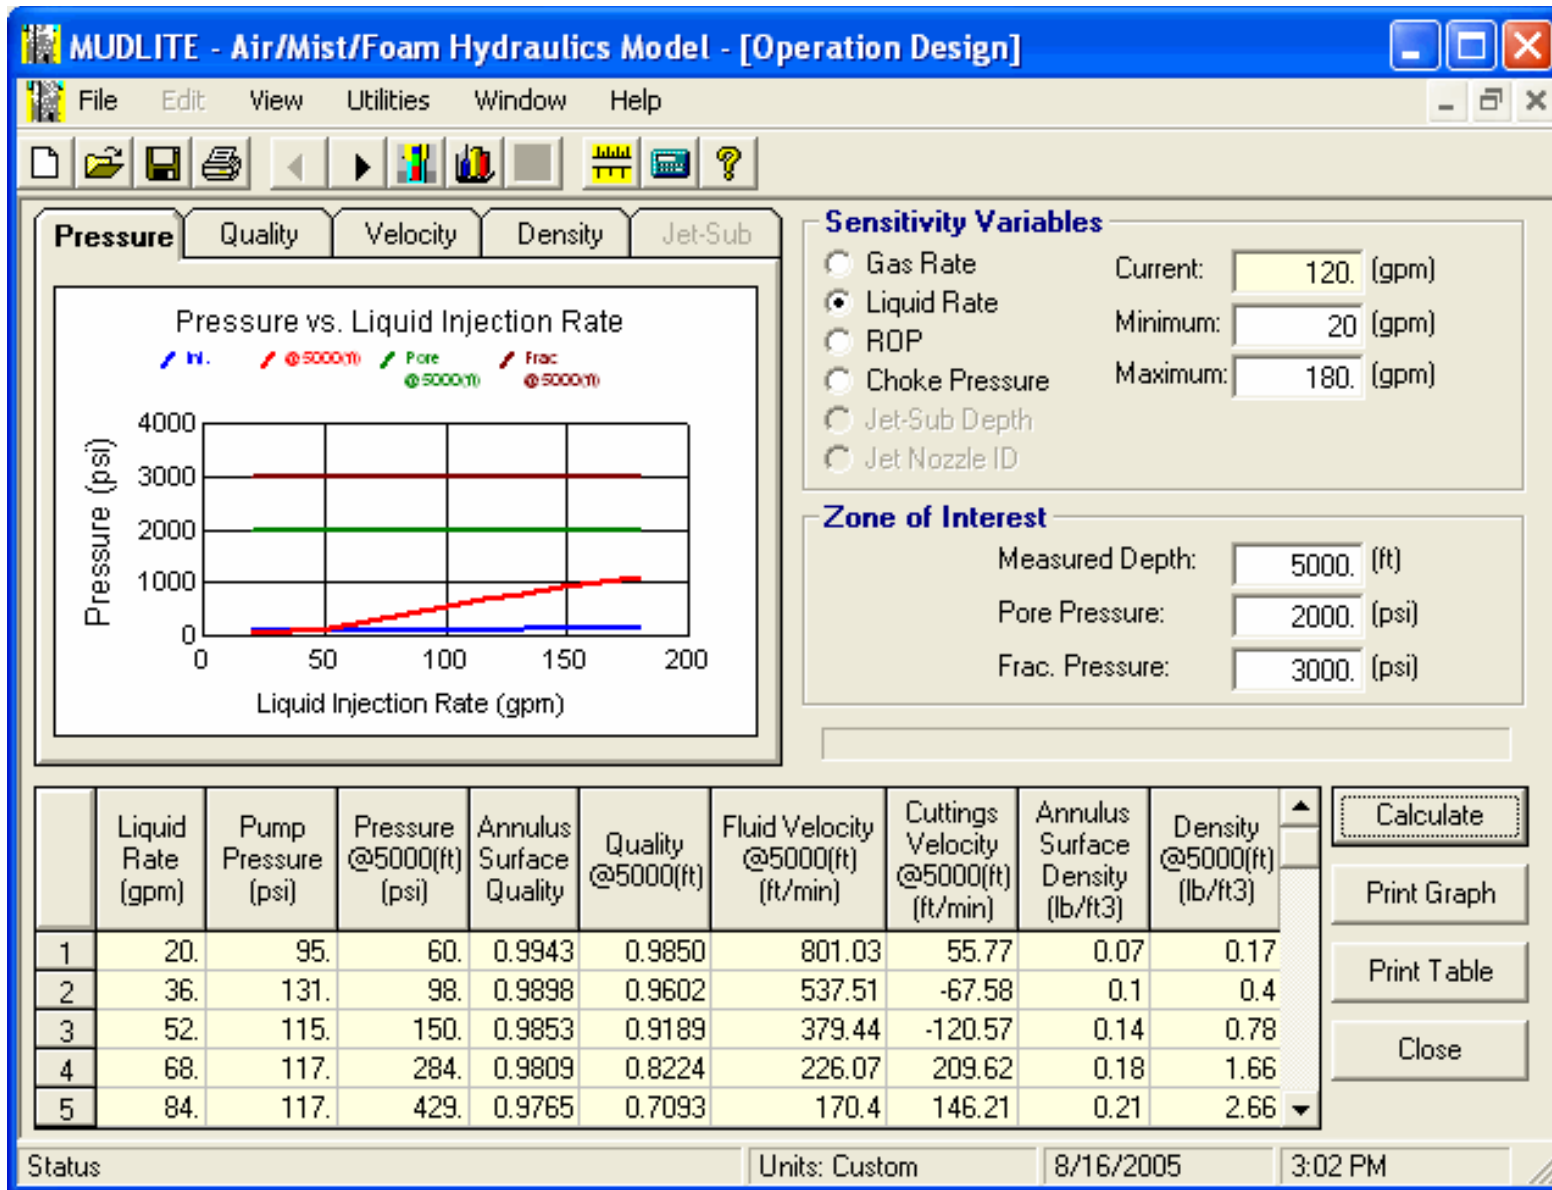 MUDLITE - Air/Mist/Foam Hydraulics Model - [Operation Design]
File Edit View Utilities Window Help
Pressure Quality Velocity Density Jet-Sub
Pressure vs. Liquid Injection Rate
Inl. @5000(ft) Pore @5000(ft) Frac @5000(ft)
Pressure (psi)
4000
3000
2000
1000
0
0 50 100 150 200
Liquid Injection Rate (gpm)
Sensitivity Variables
Gas Rate
Liquid Rate
ROP
Choke Pressure
Jet-Sub Depth
Jet Nozzle ID
Current: 120. (gpm)
Minimum: 20 (gpm)
Maximum: 180. (gpm)
Zone of Interest
Measured Depth: 5000. (ft)
Pore Pressure: 2000. (psi)
Frac. Pressure: 3000. (psi)
Liquid Rate (gpm) Pump Pressure (psi) Pressure @5000(ft) (psi) Annulus Surface Quality Quality @5000(ft) Fluid Velocity @5000(ft) (ft/min) Cuttings Velocity @5000(ft) (ft/min) Annulus Surface Density (lb/ft3) Density @5000(ft) (lb/ft3)
1 20. 95. 60. 0.9943 0.9850 801.03 55.77 0.07 0.17
2 36. 131. 98. 0.9898 0.9602 537.51 -67.58 0.1 0.4
3 52. 115. 150. 0.9853 0.9189 379.44 -120.57 0.14 0.78
4 68. 117. 284. 0.9809 0.8224 226.07 209.62 0.18 1.66
5 84. 117. 429. 0.9765 0.7093 170.4 146.21 0.21 2.66
Calculate
Print Graph
Print Table
Close
Status Units: Custom 8/16/2005 3:02 PM